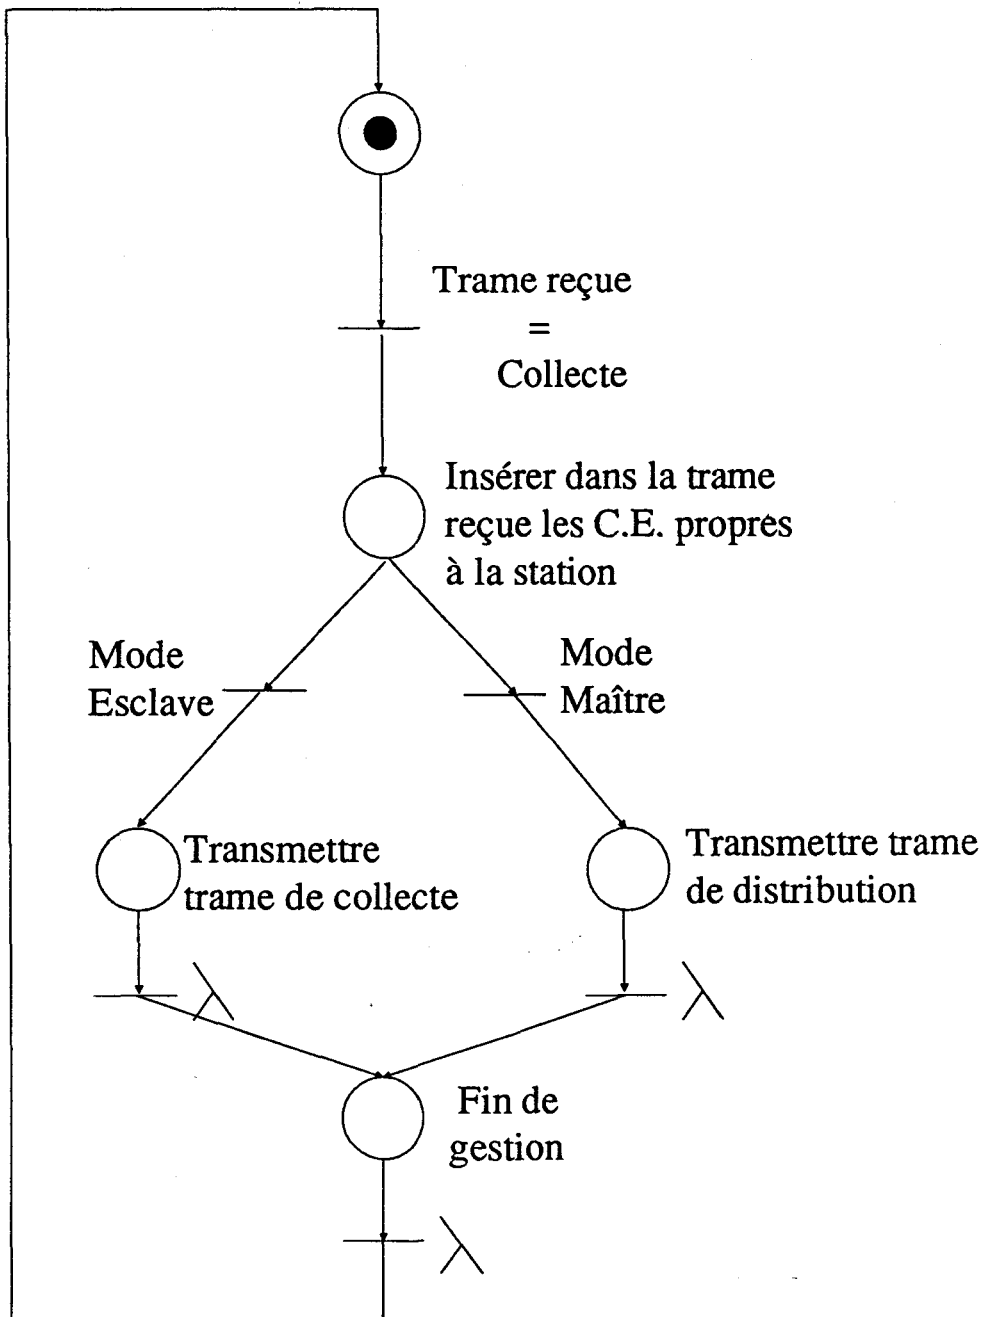 Trame reçue
=
Collecte
Insérer dans la trame
reçue les C.E. propres
à la station
Mode
Esclave
Mode
Maître
Transmettre
trame de collecte
Transmettre trame
de distribution
λ
λ
Fin de
gestion
λ